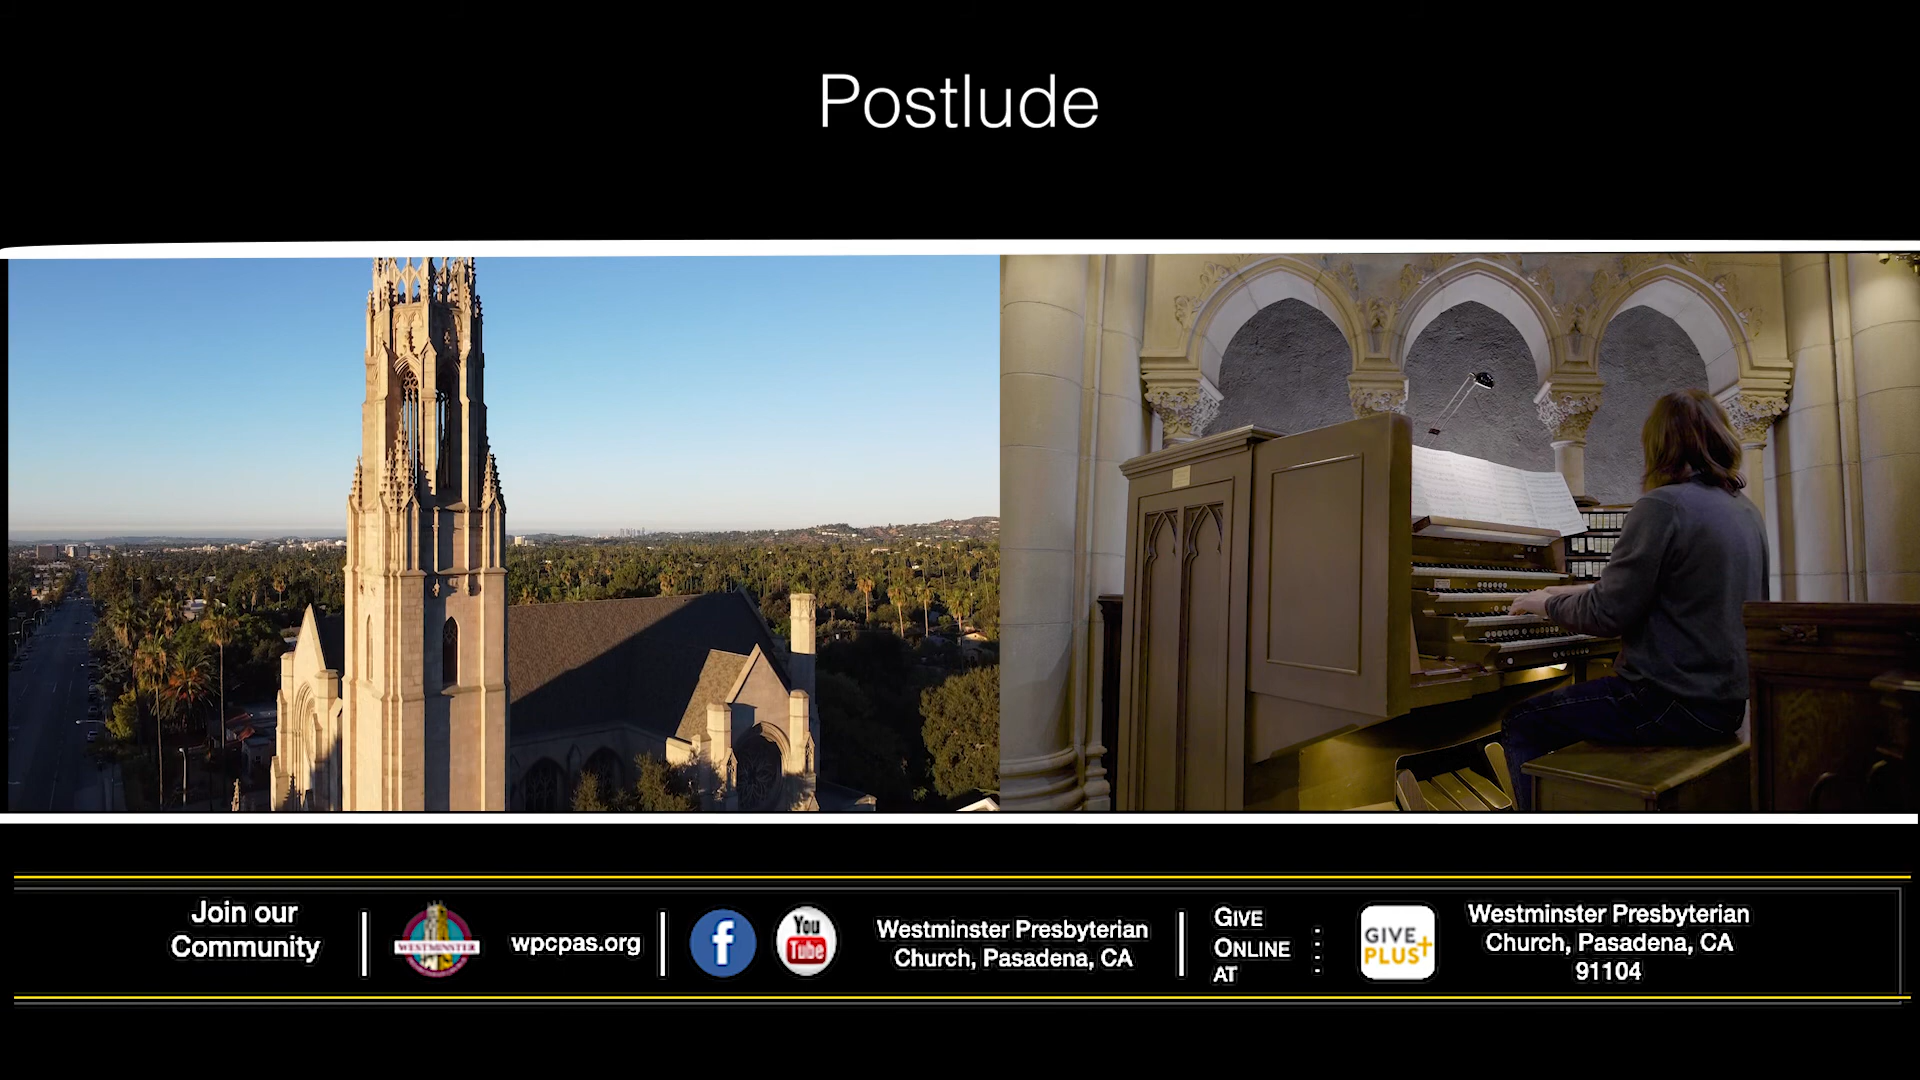 Postlude
Join our
Community
WESTMINSTER
wpcpas.org
You
Tube
Westminster Presbyterian
Church, Pasadena, CA
GIVE
ONLINE
AT
GIVE
PLUS+
Westminster Presbyterian
Church, Pasadena, CA
91104